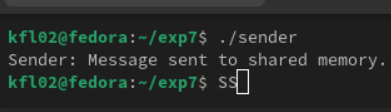 kfl02@fedora:~/exp7$ ./sender
Sender: Message sent to shared memory.
kfl02@fedora:~/exp7$ SS